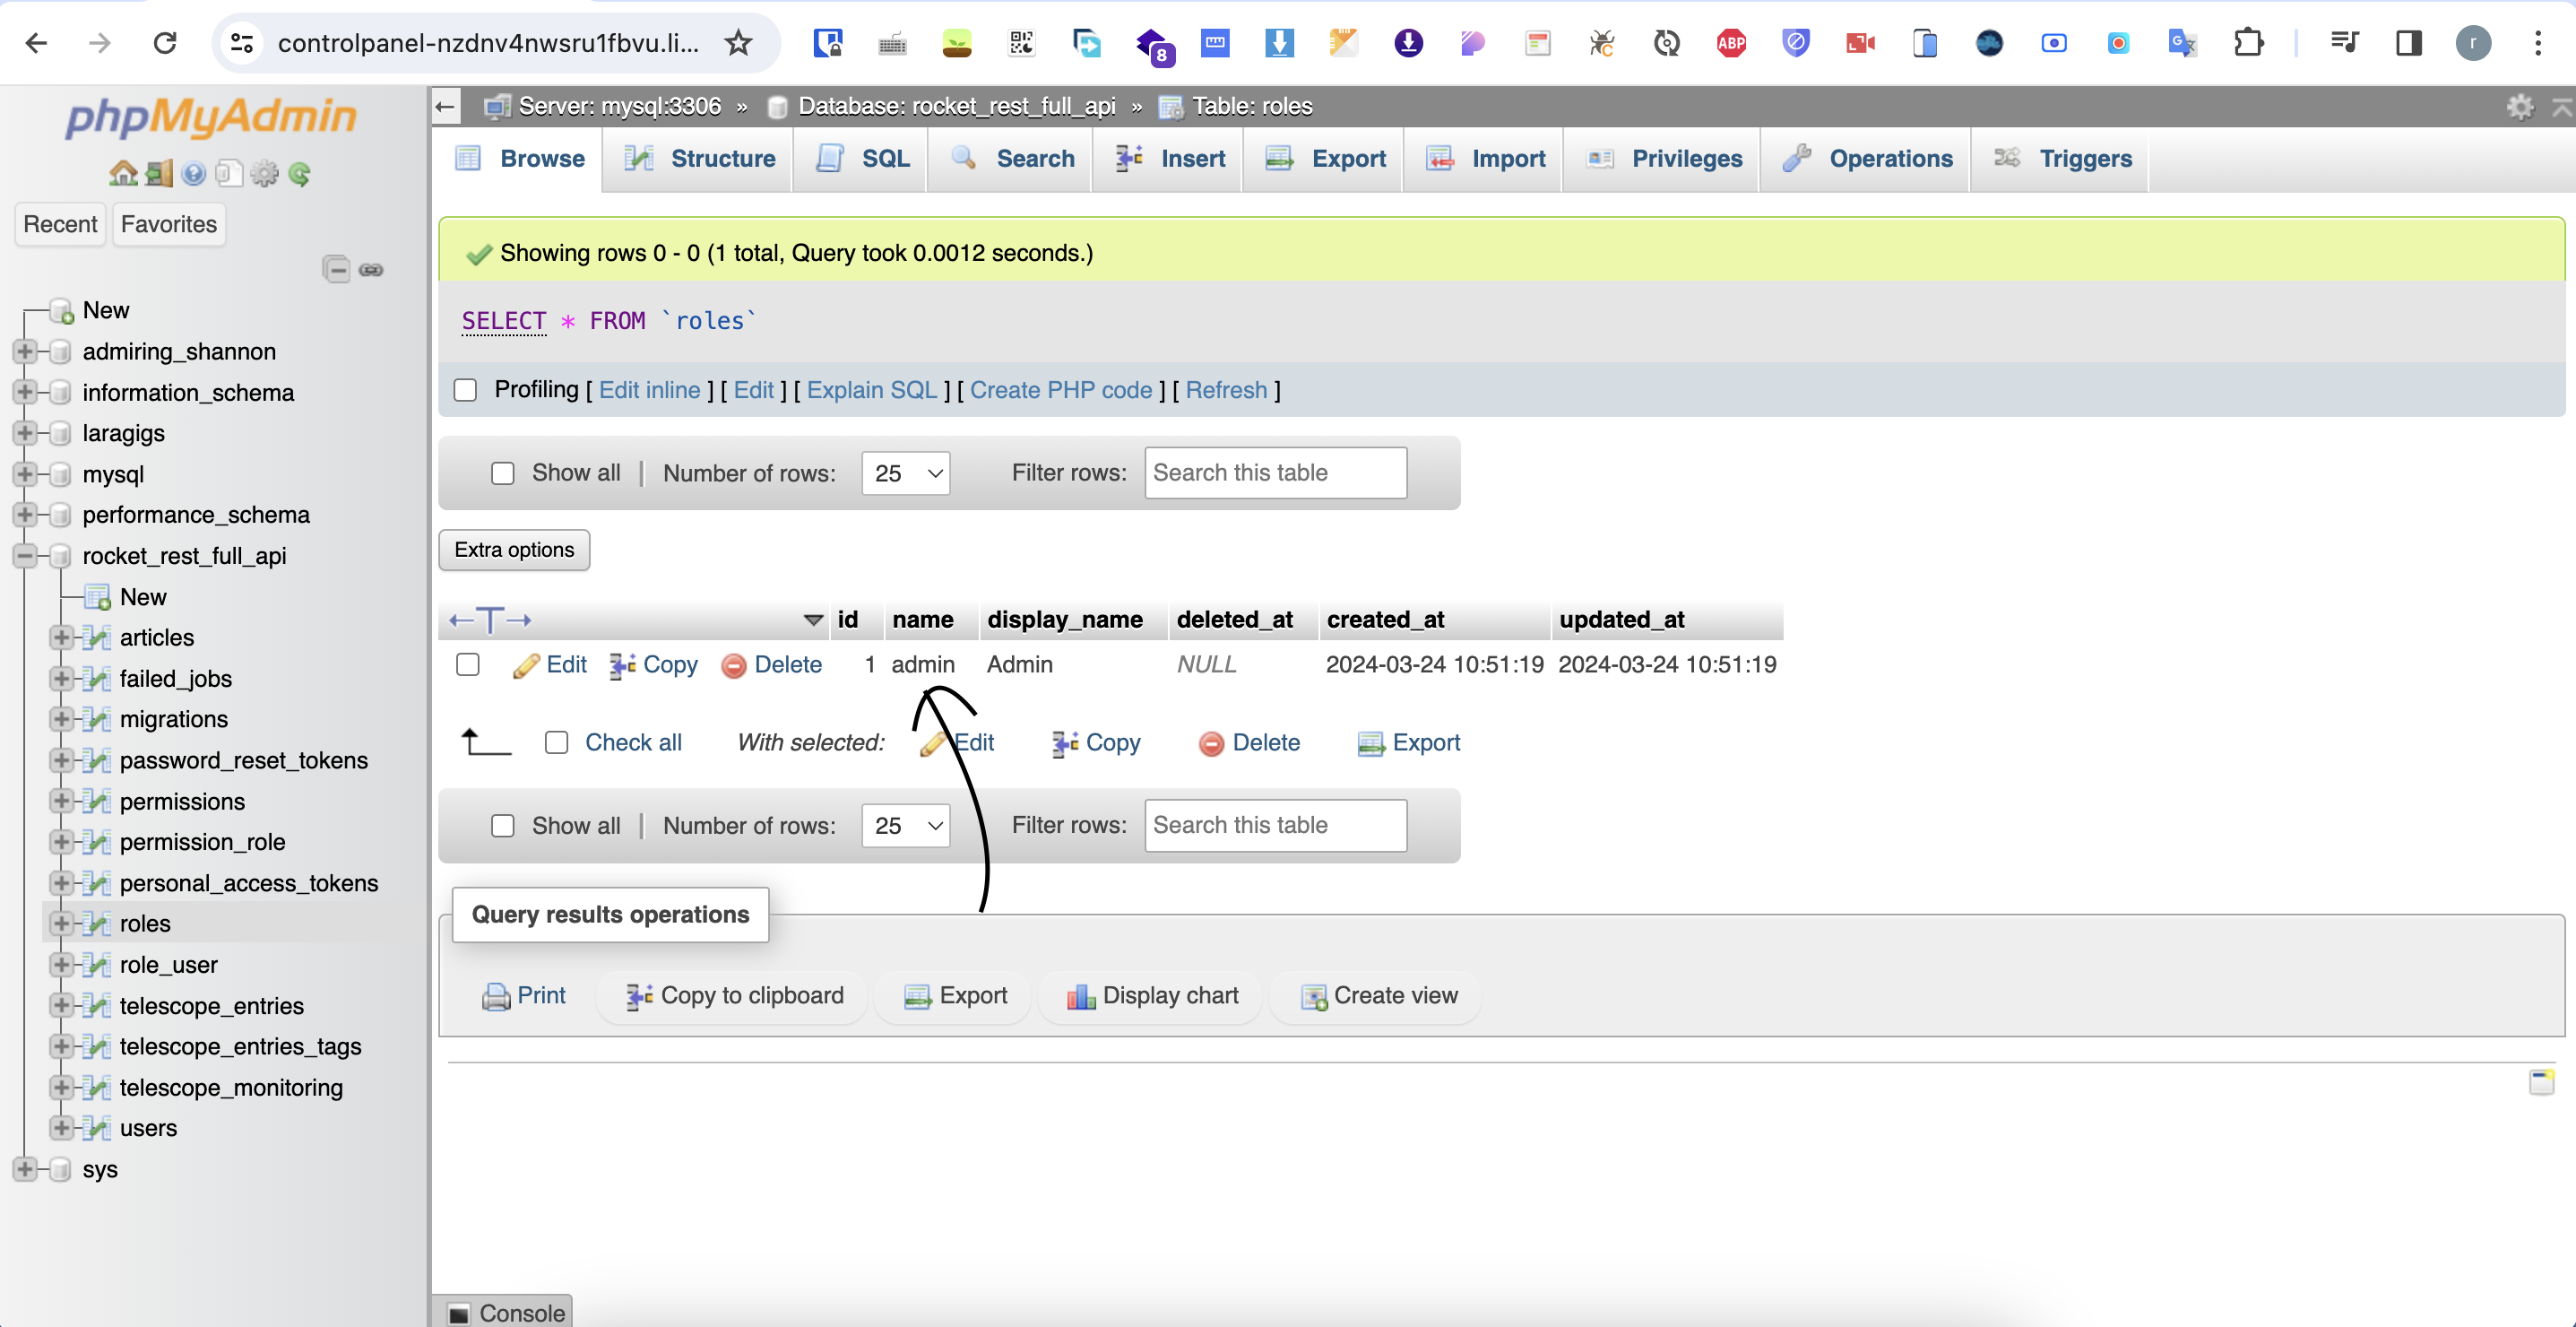 controlpanel-nzdnv4nwsru1fbvu.li...
8
ABP
r
phpMyAdmin
Recent Favorites
New
admiring_shannon
information_schema
laragigs
mysql
performance_schema
rocket_rest_full_api
New
articles
failed_jobs
migrations
password_reset_tokens
permissions
permission_role
personal_access_tokens
roles
role_user
telescope_entries
telescope_entries_tags
telescope_monitoring
users
sys
Server: mysql:3306 » Database: rocket_rest_full_api » Table: roles
Browse Structure SQL Search Insert Export Import Privileges Operations Triggers
Showing rows 0 - 0 (1 total, Query took 0.0012 seconds.)
SELECT * FROM `roles`
Profiling [ Edit inline ] [ Edit ] [ Explain SQL ] [ Create PHP code ] [ Refresh ]
Show all | Number of rows: 25 Filter rows: Search this table
Extra options
←T→ id name display_name deleted_at created_at updated_at
Edit Copy Delete 1 admin Admin NULL 2024-03-24 10:51:19 2024-03-24 10:51:19
Check all With selected: Edit Copy Delete Export
Show all | Number of rows: 25 Filter rows: Search this table
Query results operations
Print Copy to clipboard Export Display chart Create view
Console